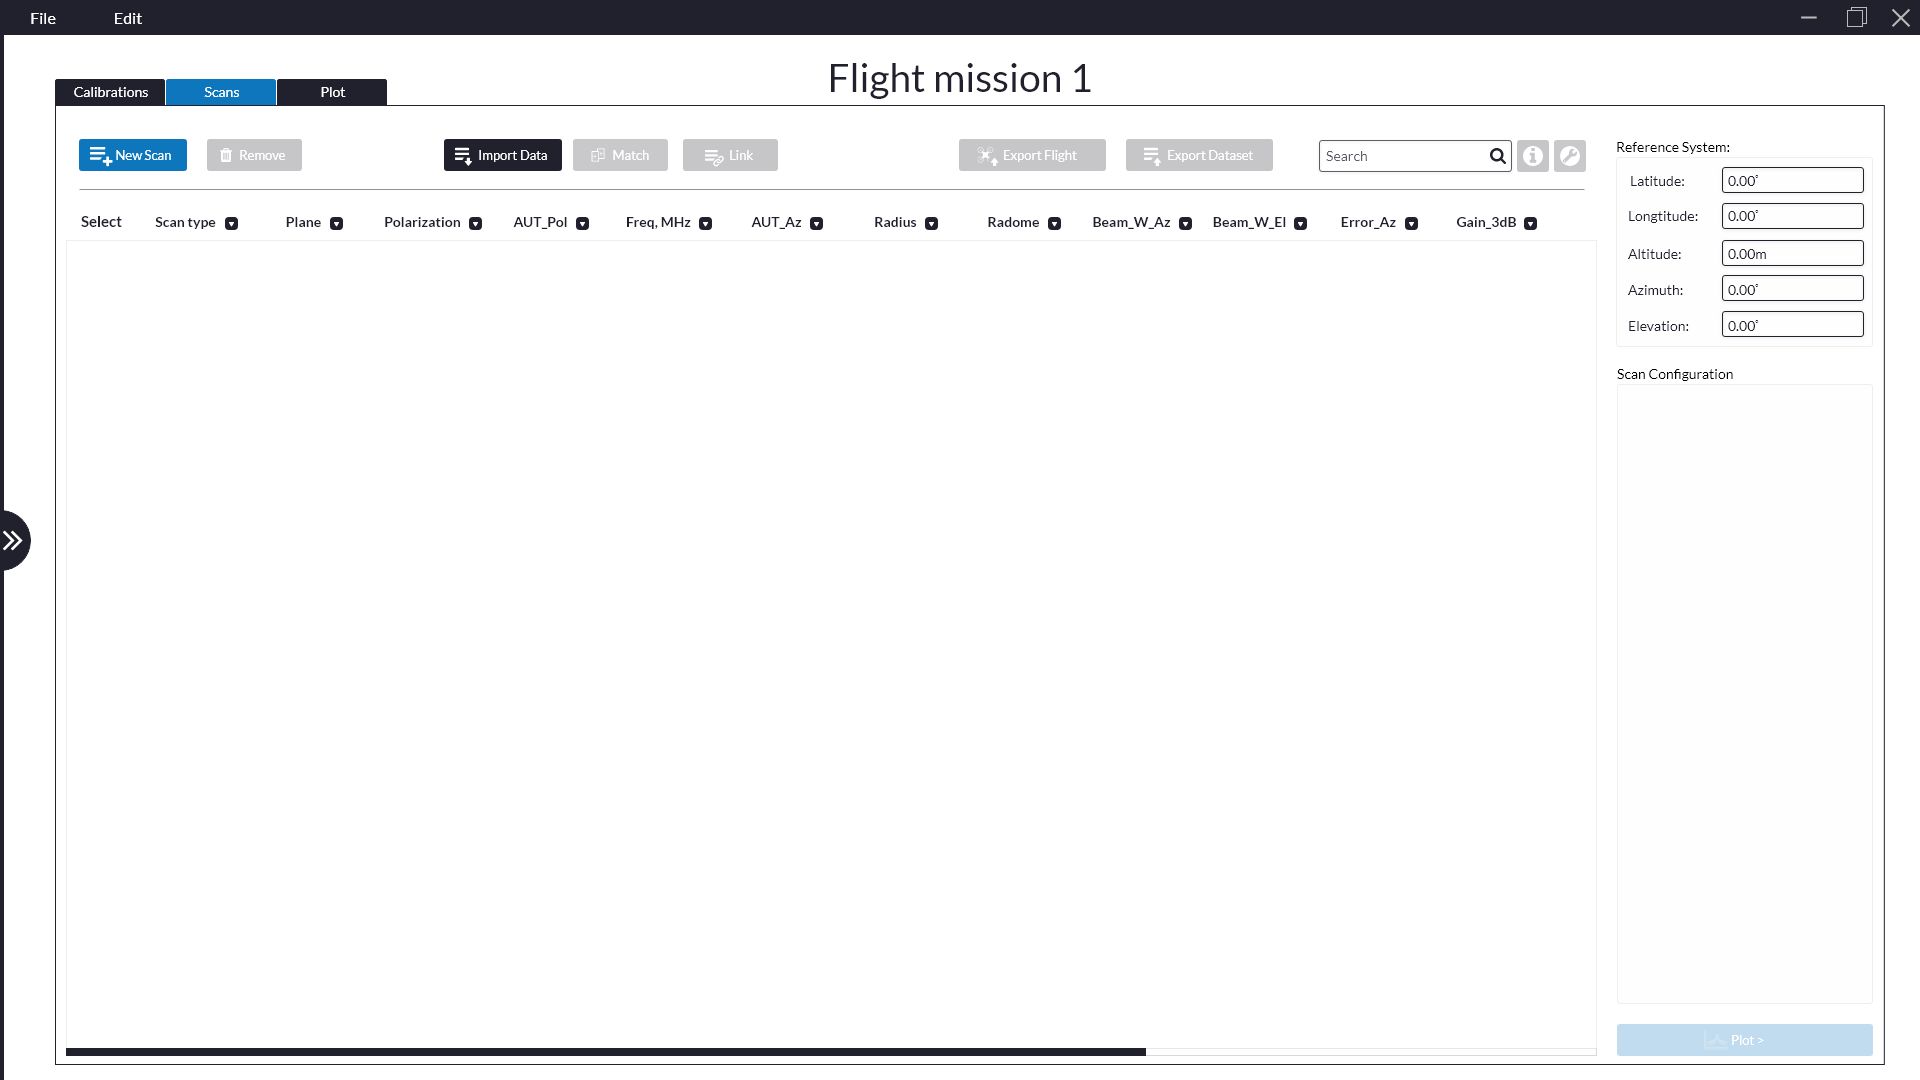 File Edit
Flight mission 1
Calibrations Scans Plot
New Scan Remove Import Data Match Link Export Flight Export Dataset Search
Select Scan type Plane Polarization AUT_Pol Freq, MHz AUT_Az Radius Radome Beam_W_Az Beam_W_El Error_Az Gain_3dB
Reference System:
Latitude: 0.00°
Longtitude: 0.00°
Altitude: 0.00m
Azimuth: 0.00°
Elevation: 0.00°
Scan Configuration
Plot >